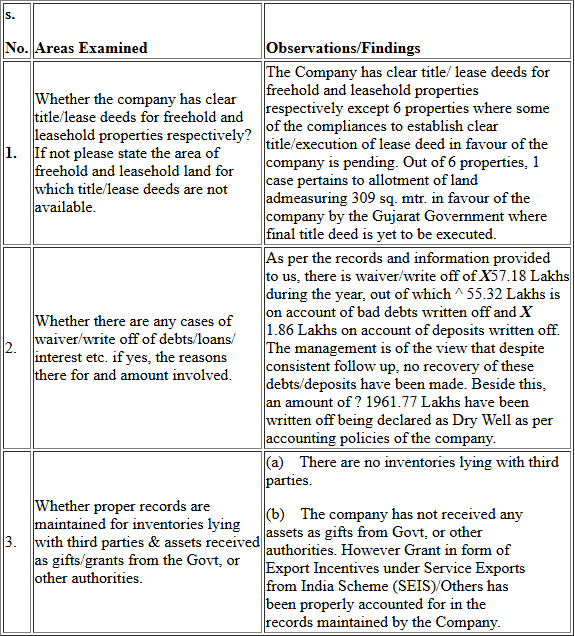 s.
No. Areas Examined
Observations/Findings
1.
Whether the company has clear
title/lease deeds for freehold and
leasehold properties respectively?
If not please state the area of
freehold and leasehold land for
which title/lease deeds are not
available.
The Company has clear title/ lease deeds for
freehold and leasehold properties
respectively except 6 properties where some
of the compliances to establish clear
title/execution of lease deed in favour of the
company is pending. Out of 6 properties, 1
case pertains to allotment of land
admeasuring 309 sq. mtr. in favour of the
company by the Gujarat Government where
final title deed is yet to be executed.
2.
Whether there are any cases of
waiver/write off of debts/loans/
interest etc. if yes, the reasons
there for and amount involved.
As per the records and information provided
to us, there is waiver/write off of X57.18 Lakhs
during the year, out of which ^ 55.32 Lakhs is
on account of bad debts written off and X
1.86 Lakhs on account of deposits written off.
The management is of the view that despite
consistent follow up, no recovery of these
debts/deposits have been made. Beside this,
an amount of ? 1961.77 Lakhs have been
written off being declared as Dry Well as per
accounting policies of the company.
3.
Whether proper records are
maintained for inventories lying
with third parties & assets received
as gifts/grants from the Govt, or
other authorities.
(a) There are no inventories lying with third
parties.
(b) The company has not received any
assets as gifts from Govt, or other
authorities. However Grant in form of
Export Incentives under Service Exports
from India Scheme (SEIS)/Others has
been properly accounted for in the
records maintained by the Company.